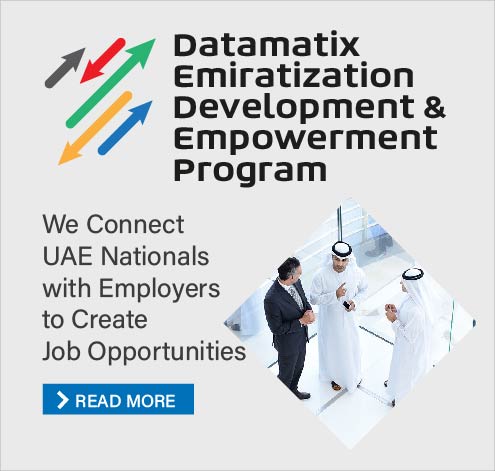 Datamatix
Emiratization
Development &
Empowerment
Program
We Connect
UAE Nationals
with Employers
to Create
Job Opportunities
READ MORE